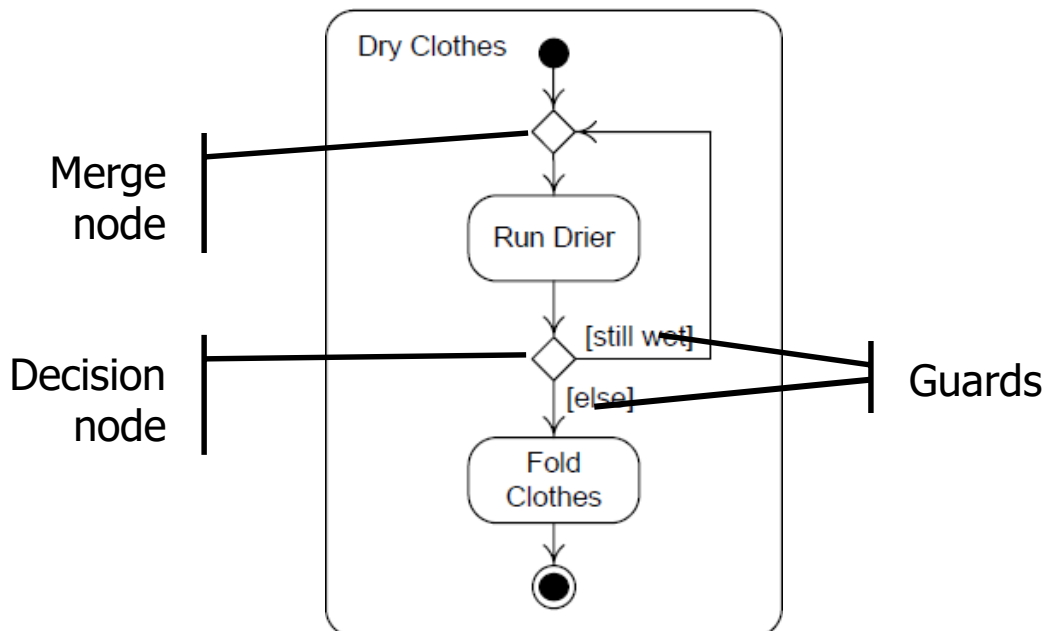 Dry Clothes
Merge
node
Run Drier
[still wet]
Decision
node
[else]
Guards
Fold
Clothes